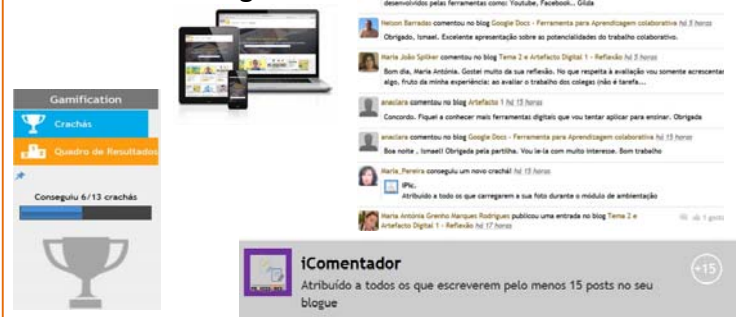 desenvolvidos pelas ferramentas como: Youtube, Facebook.. Gilda
Nelson Barradas comentou no blog Google Docs - Ferramenta para Aprendizagem colaborativa há 5 horas
Obrigado, Ismael. Excelente apresentação sobre as potencialidades do trabalho colaborativo.
Maria João Spilker comentou no blog Tema 2 e Artefacto Digital 1 - Reflexão há 5 horas
Bom dia, Maria Antónia. Gostei muito da sua reflexão. No que respeita à avaliação vou somente acrescentar
algo, fruto da minha experiência: ao avaliar o trabalho dos colegas (não é tarefa...
anaclara comentou no blog Artefacto 1 há 15 horas
Concordo. Fiquei a conhecer mais ferramentas digitais que vou tentar aplicar para ensinar. Obrigada
anaclara comentou no blog Google Docs - Ferramenta para Aprendizagem colaborativa há 15 horas
Boa noite , Ismael! Obrigada pela partilha. Vou le-la com muito interesse. Bom trabalho
Maria_Pereira conseguiu um novo crachá! há 15 horas
iPic.
Atribuído a todo os que carregarem a sua foto durante o módulo de ambientação
Maria Antónia Grenho Marques Rodrigues publicou uma entrada no blog Tema 2 e
Artefacto Digital 1 - Reflexão há 17 horas
1 gosto
Gamification
Crachás
Quadro de Resultados
Conseguiu 6/13 crachás
iComentador
Atribuído a todos os que escreverem pelo menos 15 posts no seu
blogue
+15